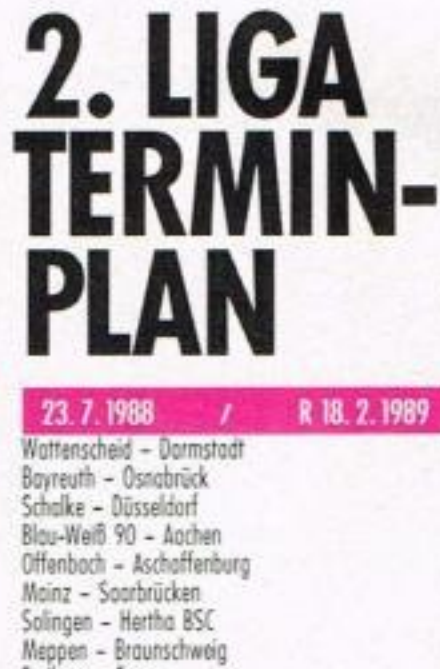 2. LIGA
TERMIN-
PLAN
23. 7. 1988 / R 18. 2. 1989
Wattenscheid – Darmstadt
Bayreuth – Osnabrück
Schalke – Düsseldorf
Blau-Weiß 90 – Aachen
Offenbach – Aschaffenburg
Mainz – Saarbrücken
Solingen – Hertha BSC
Meppen – Braunschweig